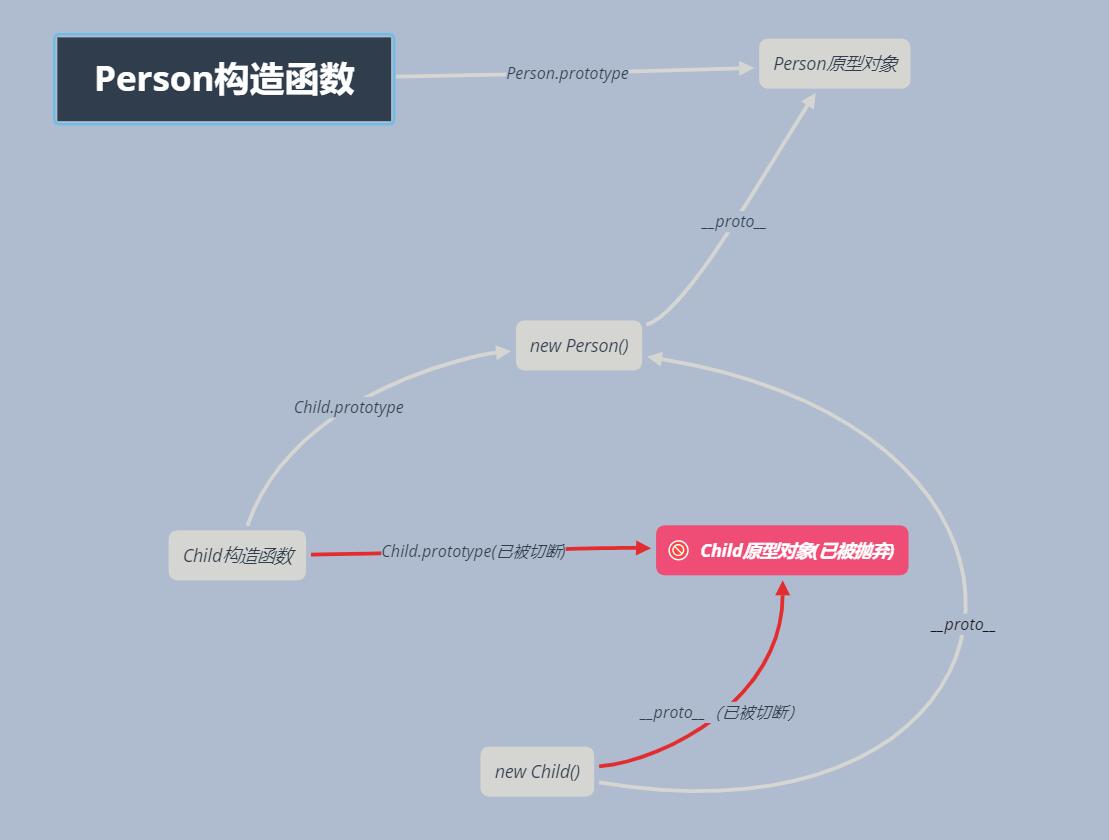 Person构造函数
Person.prototype
Person原型对象
__proto__
new Person()
Child.prototype
Child构造函数
Child.prototype(已被切断)
Child原型对象(已被抛弃)
__proto__
__proto__（已被切断）
new Child()